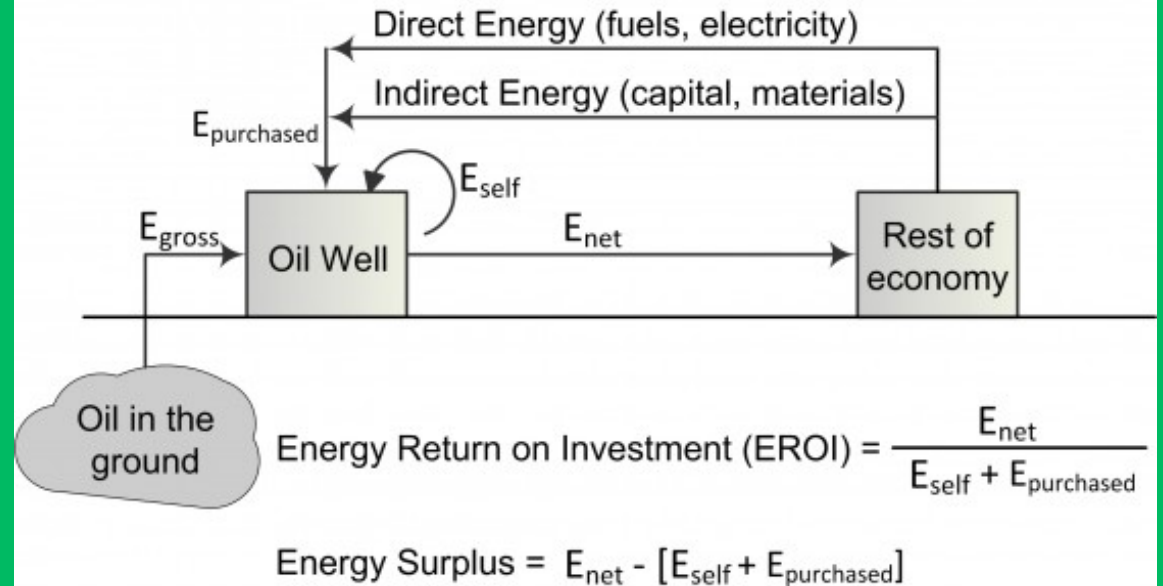 Direct Energy (fuels, electricity)
Indirect Energy (capital, materials)
Epurchased
Eself
Egross
Enet
Oil Well
Rest of
economy
Oil in the
ground
Energy Return on Investment (EROI) = Enet / Eself + Epurchased
Energy Surplus = Enet - [Eself + Epurchased]